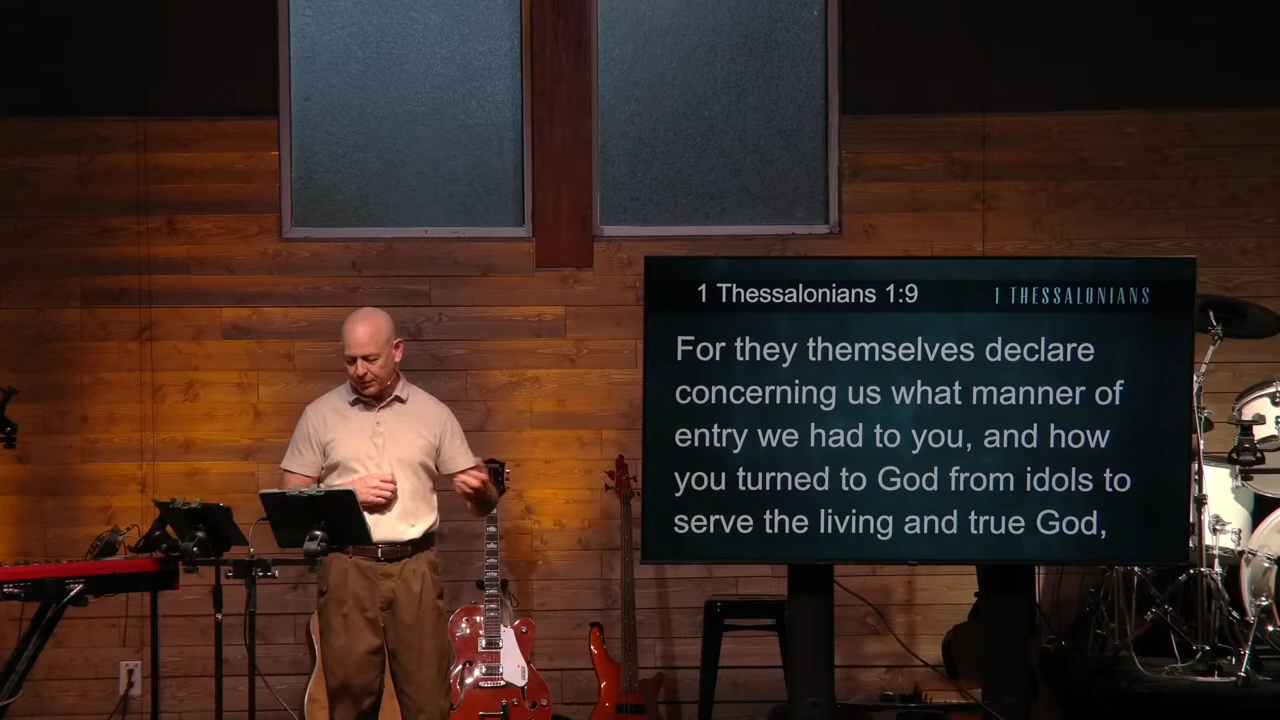 1 Thessalonians 1:9
1 THESSALONIANS
For they themselves declare
concerning us what manner of
entry we had to you, and how
you turned to God from idols to
serve the living and true God,